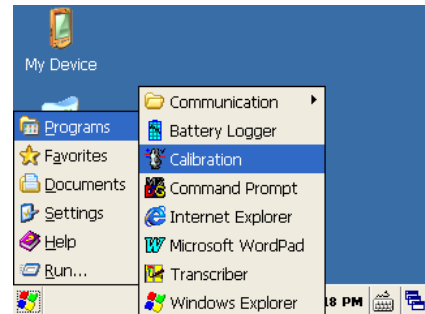 My Device
Programs
Favorites
Documents
Settings
Help
Run...
Communication
Battery Logger
Calibration
Command Prompt
Internet Explorer
Microsoft WordPad
Transcriber
Windows Explorer
8 PM